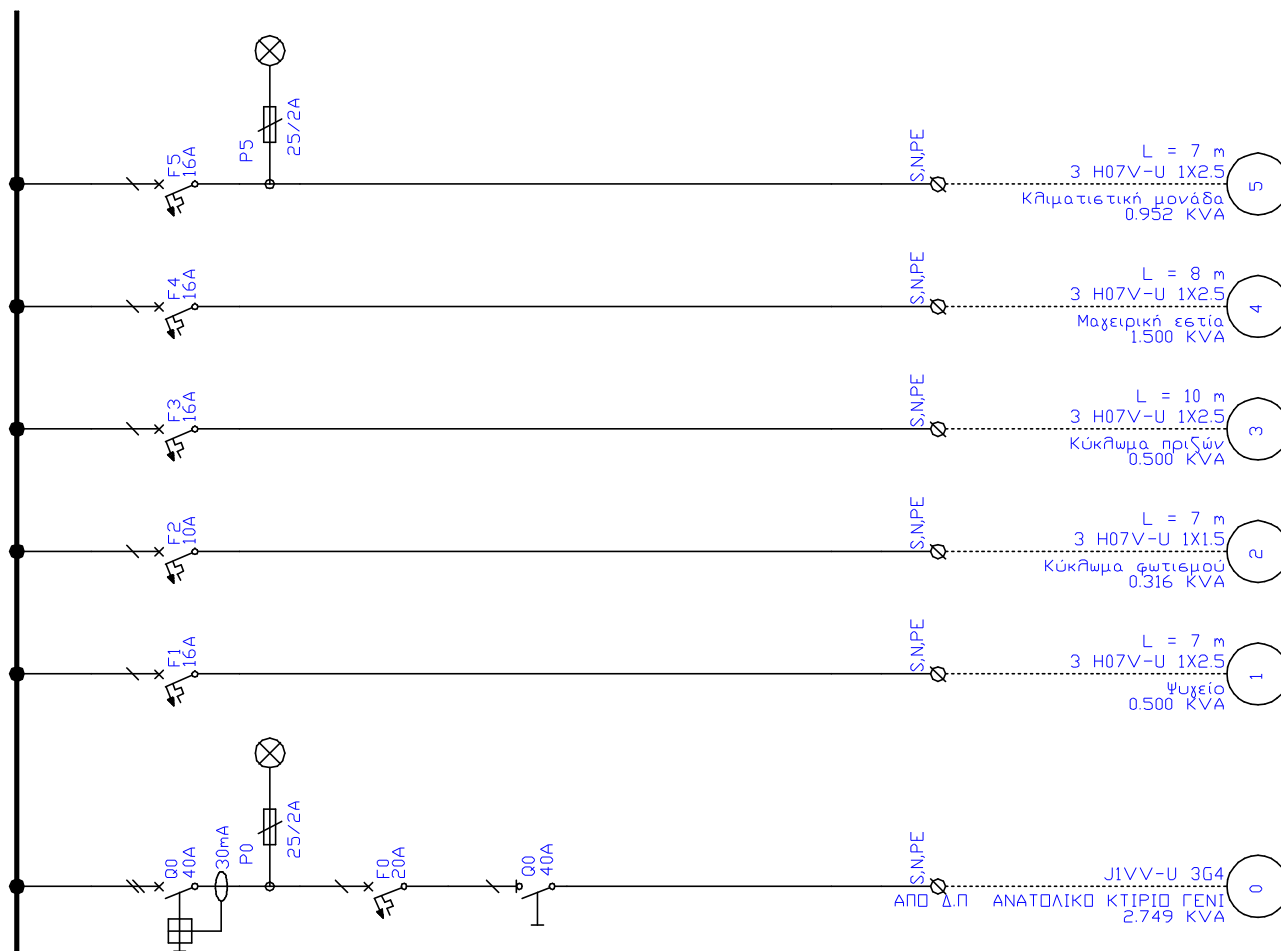 P5
25/2A
F5
16A
S,N,PE
L = 7 m
3 H07V-U 1X2.5
Κλιματιστική μονάδα
0.952 KVA
5
F4
16A
S,N,PE
L = 8 m
3 H07V-U 1X2.5
Μαγειρική εστία
1.500 KVA
4
F3
16A
S,N,PE
L = 10 m
3 H07V-U 1X2.5
Κύκλωμα πριζών
0.500 KVA
3
F2
10A
S,N,PE
L = 7 m
3 H07V-U 1X1.5
Κύκλωμα φωτισμού
0.316 KVA
2
F1
16A
S,N,PE
L = 7 m
3 H07V-U 1X2.5
Ψυγείο
0.500 KVA
1
Q0
40A
30mA
P0
25/2A
F0
20A
Q0
40A
S,N,PE
J1VV-U 3G4
ΑΠΟ Δ.Π ΑΝΑΤΟΛΙΚΟ ΚΤΙΡΙΟ ΓΕΝΙ
2.749 KVA
0